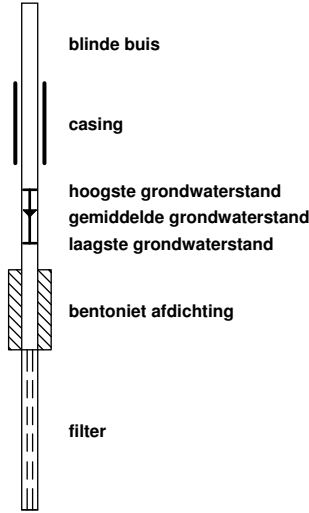 blinde buis
casing
hoogste grondwaterstand
gemiddelde grondwaterstand
laagste grondwaterstand
bentoniet afdichting
filter